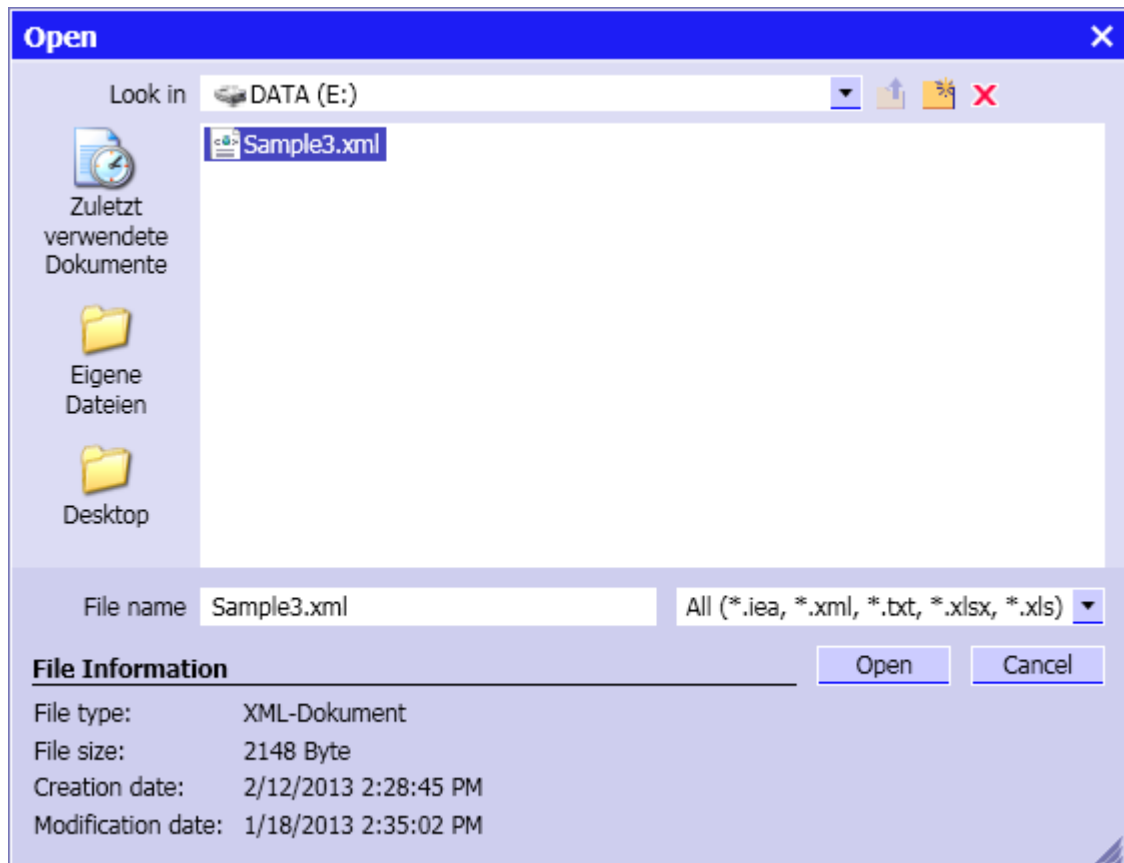 Open
Look in DATA (E:)
Sample3.xml
Zuletzt
verwendete
Dokumente
Eigene
Dateien
Desktop
File name Sample3.xml All (*.iea, *.xml, *.txt, *.xlsx, *.xls)
File Information Open Cancel
File type: XML-Dokument
File size: 2148 Byte
Creation date: 2/12/2013 2:28:45 PM
Modification date: 1/18/2013 2:35:02 PM